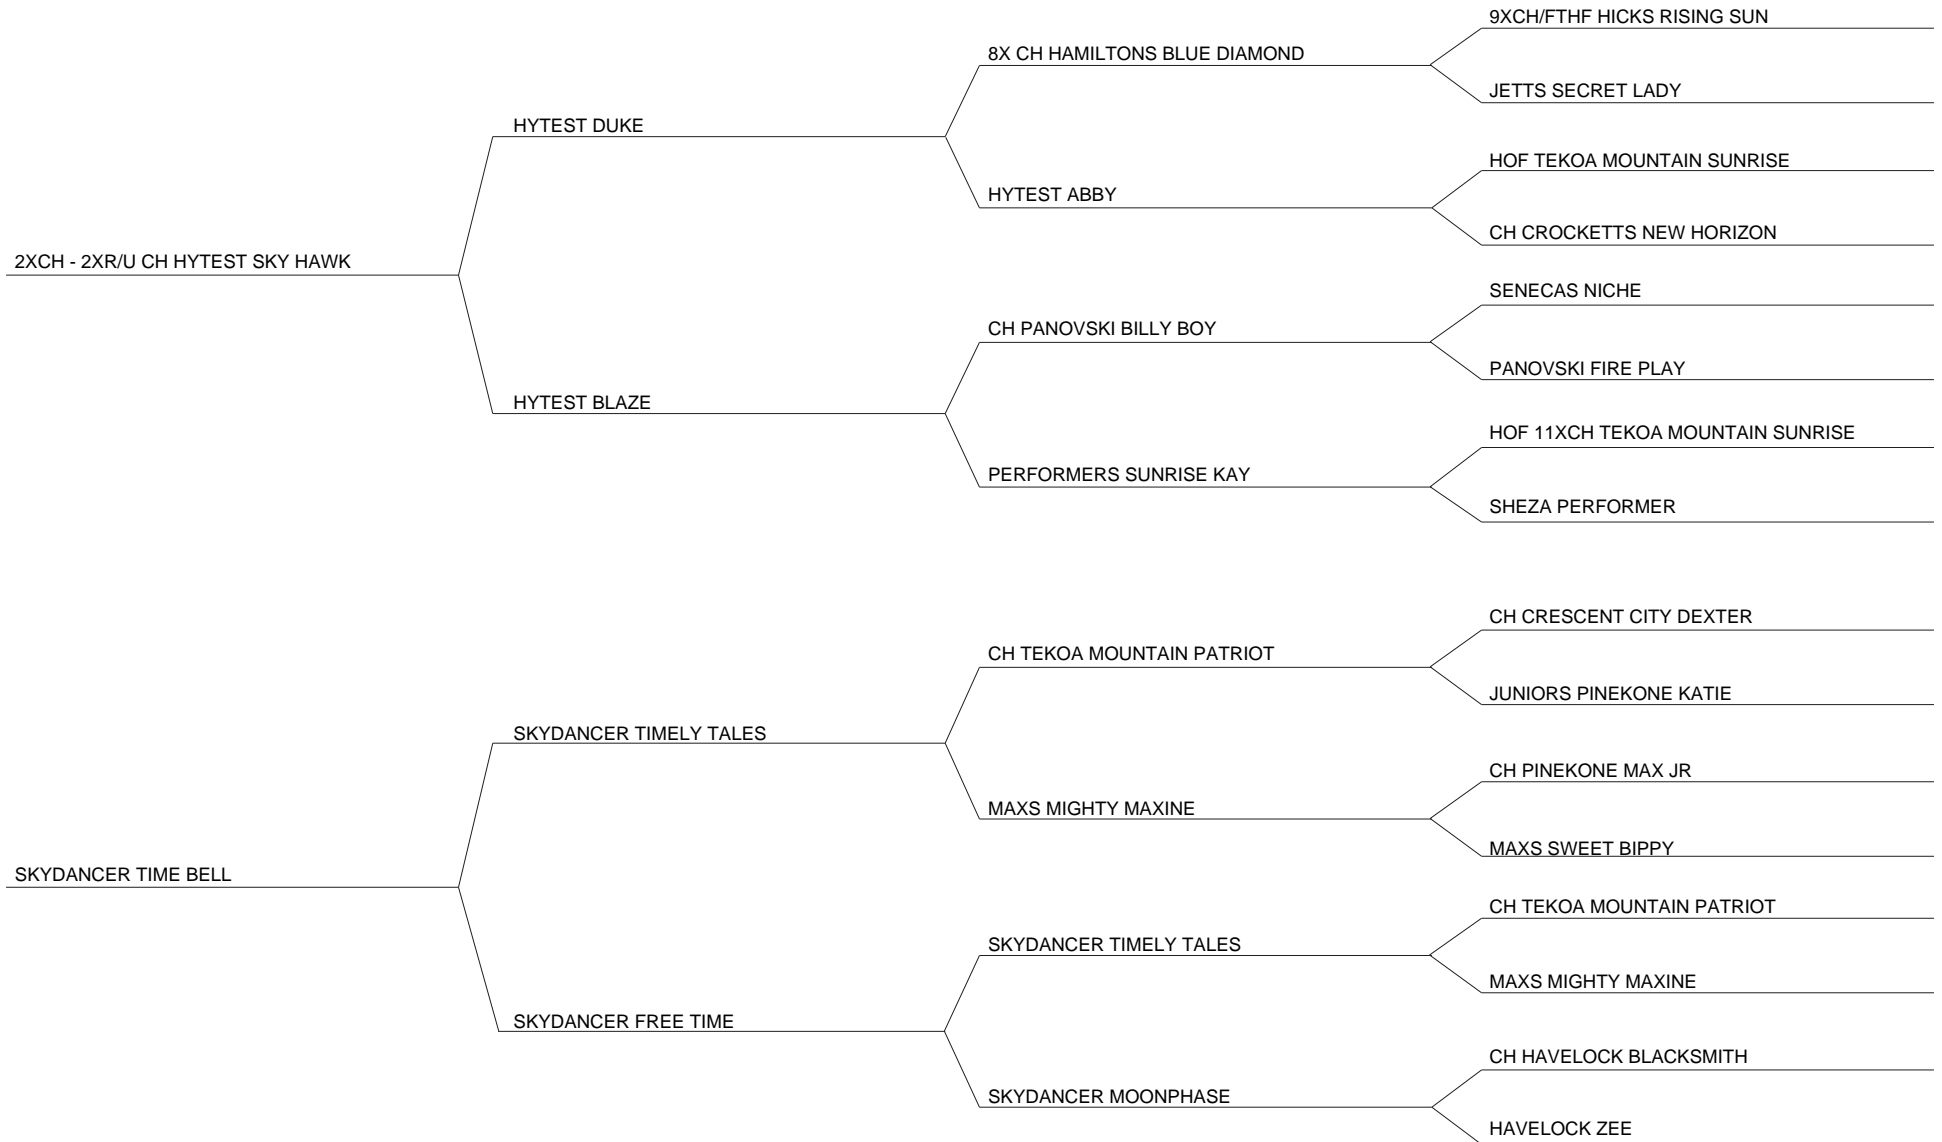 9XCH/FTHF HICKS RISING SUN
8X CH HAMILTONS BLUE DIAMOND
JETTS SECRET LADY
HYTEST DUKE
HOF TEKOA MOUNTAIN SUNRISE
HYTEST ABBY
CH CROCKETTS NEW HORIZON
2XCH - 2XR/U CH HYTEST SKY HAWK
SENECAS NICHE
CH PANOVSKI BILLY BOY
PANOVSKI FIRE PLAY
HYTEST BLAZE
HOF 11XCH TEKOA MOUNTAIN SUNRISE
PERFORMERS SUNRISE KAY
SHEZA PERFORMER
CH CRESCENT CITY DEXTER
CH TEKOA MOUNTAIN PATRIOT
JUNIORS PINEKONE KATIE
SKYDANCER TIMELY TALES
CH PINEKONE MAX JR
MAXS MIGHTY MAXINE
MAXS SWEET BIPPY
SKYDANCER TIME BELL
CH TEKOA MOUNTAIN PATRIOT
SKYDANCER TIMELY TALES
MAXS MIGHTY MAXINE
SKYDANCER FREE TIME
CH HAVELOCK BLACKSMITH
SKYDANCER MOONPHASE
HAVELOCK ZEE